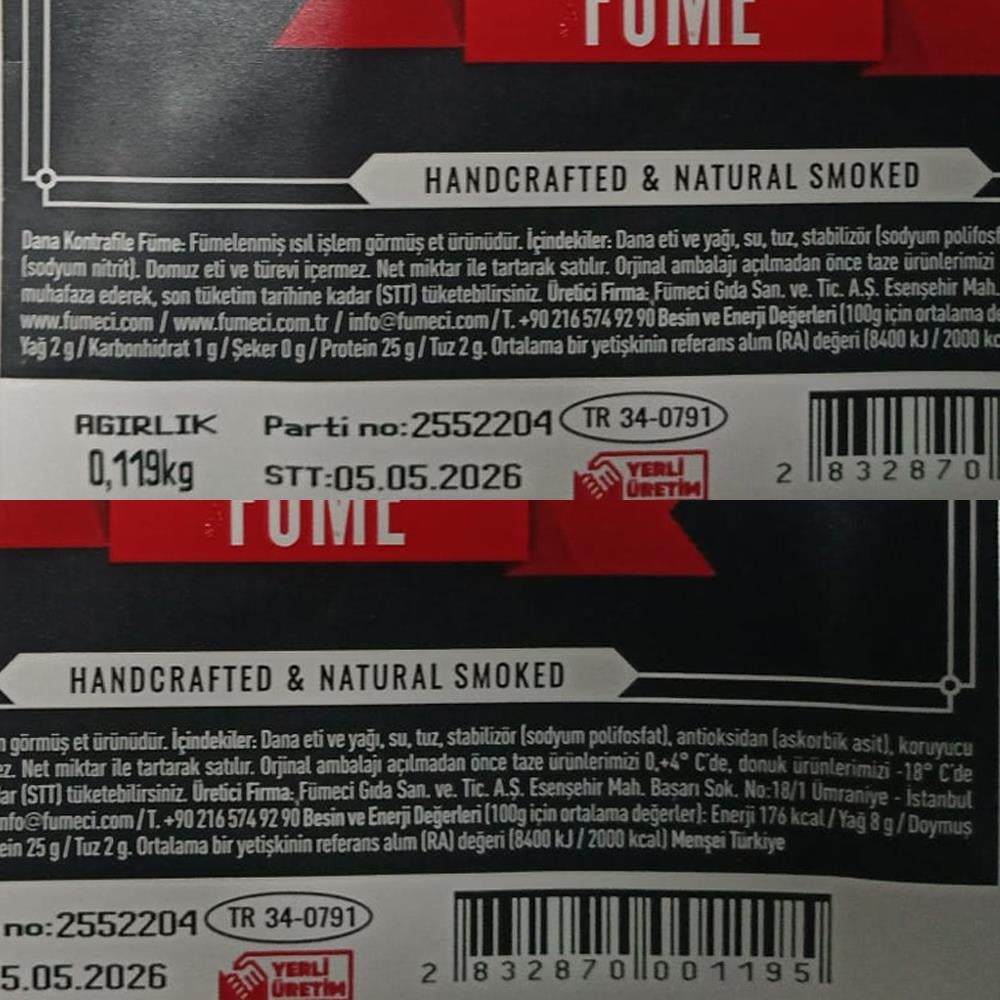 FÜME
HANDCRAFTED & NATURAL SMOKED
Dana Kontrafile Füme: Fümelenmiş ısıl işlem görmüş et ürünüdür. İçindekiler: Dana eti ve yağı, su, tuz, stabilizör (sodyum polifosf
(sodyum nitrit). Domuz eti ve türevi içermez. Net miktar ile tartarak satılır. Orjinal ambalajı açılmadan önce taze ürünlerimizi
muhafaza ederek, son tüketim tarihine kadar (STT) tüketebilirsiniz. Üretici Firma: Fümeci Gıda San. ve. Tic. A.Ş. Esenşehir Mah.
www.fumeci.com / www.fumeci.com.tr / info@fumeci.com / T. +90 216 574 92 90 Besin ve Enerji Değerleri (100g için ortalama de
Yağ 2 g / Karbonhidrat 1 g / Şeker 0 g / Protein 25 g / Tuz 2 g. Ortalama bir yetişkinin referans alım (RA) değeri (8400 kJ / 2000 kc
AGIRLIK Parti no:2552204 TR 34-0791
0,119kg STT:05.05.2026 YERLİ ÜRETİM 2 832870
FÜME
HANDCRAFTED & NATURAL SMOKED
görmüş et ürünüdür. İçindekiler: Dana eti ve yağı, su, tuz, stabilizör (sodyum polifosfat), antioksidan (askorbik asit), koruyucu
ez. Net miktar ile tartarak satılır. Orjinal ambalajı açılmadan önce taze ürünlerimizi 0,+4° C'de, donuk ürünlerimizi -18° C'de
ar (STT) tüketebilirsiniz. Üretici Firma: Fümeci Gıda San. ve. Tic. A.Ş. Esenşehir Mah. Başarı Sok. No:18/1 Ümraniye - İstanbul
nfo@fumeci.com / T. +90 216 574 92 90 Besin ve Enerji Değerleri (100g için ortalama değerler): Enerji 176 kcal / Yağ 8 g / Doymuş
ein 25 g / Tuz 2 g. Ortalama bir yetişkinin referans alım (RA) değeri (8400 kJ / 2000 kcal) Menşei Türkiye
no:2552204 TR 34-0791
5.05.2026 YERLİ ÜRETİM 2 832870 001195